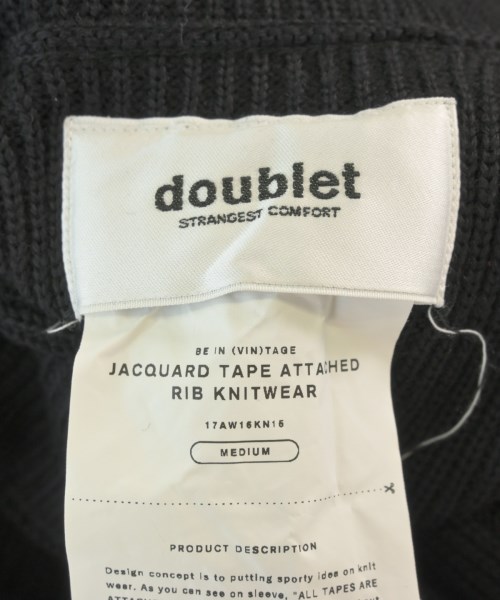 doublet
STRANGEST COMFORT
BE IN (VIN)TAGE
JACQUARD TAPE ATTACHED
RIB KNITWEAR
17AW16KN15
MEDIUM
PRODUCT DESCRIPTION
Design concept is to putting sporty idea on knit
wear. As you can see on sleeve, "ALL TAPES ARE